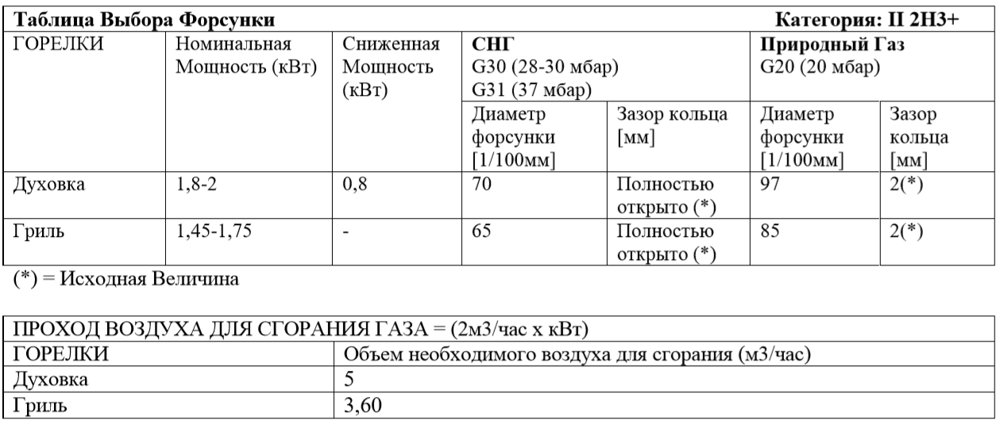 Таблица Выбора Форсунки Категория: II 2H3+
ГОРЕЛКИ
Номинальная
Мощность (кВт)
Сниженная
Мощность
(кВт)
СНГ
G30 (28-30 мбар)
G31 (37 мбар)
Природный Газ
G20 (20 мбар)
Диаметр
форсунки
[1/100мм]
Зазор кольца
[мм]
Диаметр
форсунки
[1/100мм]
Зазор
кольца
[мм]
Духовка 1,8-2 0,8 70 Полностью 97 2(*)
открыто (*)
Гриль 1,45-1,75 - 65 Полностью 85 2(*)
открыто (*)
(*) = Исходная Величина
ПРОХОД ВОЗДУХА ДЛЯ СГОРАНИЯ ГАЗА = (2м3/час х кВт)
ГОРЕЛКИ Объем необходимого воздуха для сгорания (м3/час)
Духовка 5
Гриль 3,60